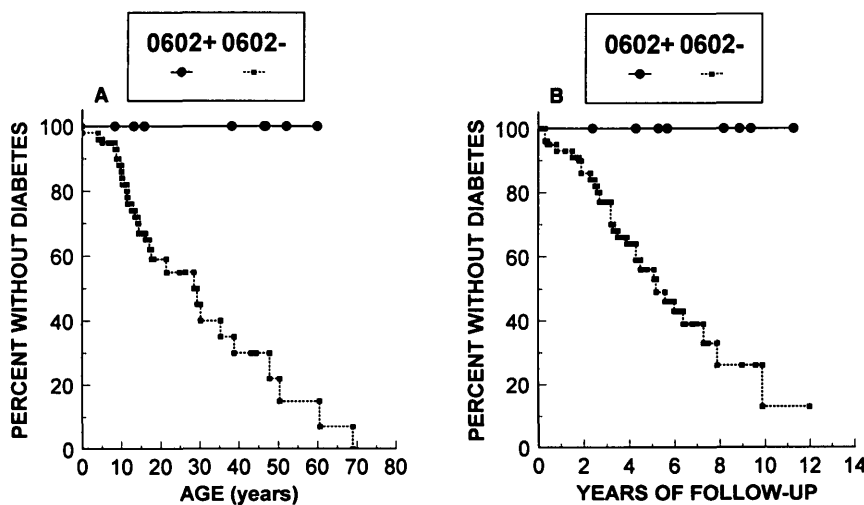 0602+ 0602-
A
PERCENT WITHOUT DIABETES
100
80
60
40
20
0
0 10 20 30 40 50 60 70 80
AGE (years)
0602+ 0602-
B
PERCENT WITHOUT DIABETES
100
80
60
40
20
0
0 2 4 6 8 10 12 14
YEARS OF FOLLOW-UP